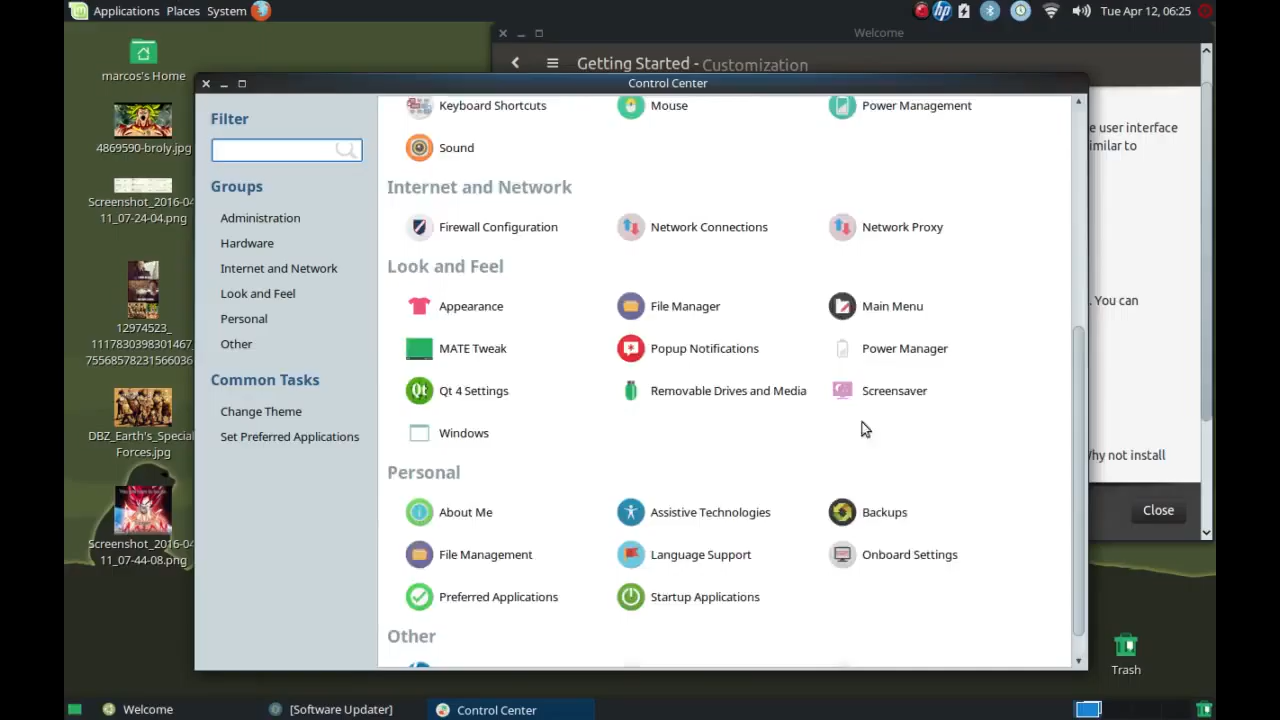 Applications Places System
Tue Apr 12, 06:25
marcos's Home
4869590-broly.jpg
Screenshot_2016-04
11_07-24-04.png
12974523_
1117830398301467_
7556857823156603​6
DBZ_Earth's_Special
Forces.jpg
Screenshot_2016-04
11_07-44-08.png
Welcome
Getting Started - Customization
e user interface
imilar to
. You can
hy not install
Close
Control Center
Filter
Groups
Administration
Hardware
Internet and Network
Look and Feel
Personal
Other
Common Tasks
Change Theme
Set Preferred Applications
Keyboard Shortcuts
Mouse
Power Management
Sound
Internet and Network
Firewall Configuration
Network Connections
Network Proxy
Look and Feel
Appearance
File Manager
Main Menu
MATE Tweak
Popup Notifications
Power Manager
Qt 4 Settings
Removable Drives and Media
Screensaver
Windows
Personal
About Me
Assistive Technologies
Backups
File Management
Language Support
Onboard Settings
Preferred Applications
Startup Applications
Other
Trash
Welcome
[Software Updater]
Control Center